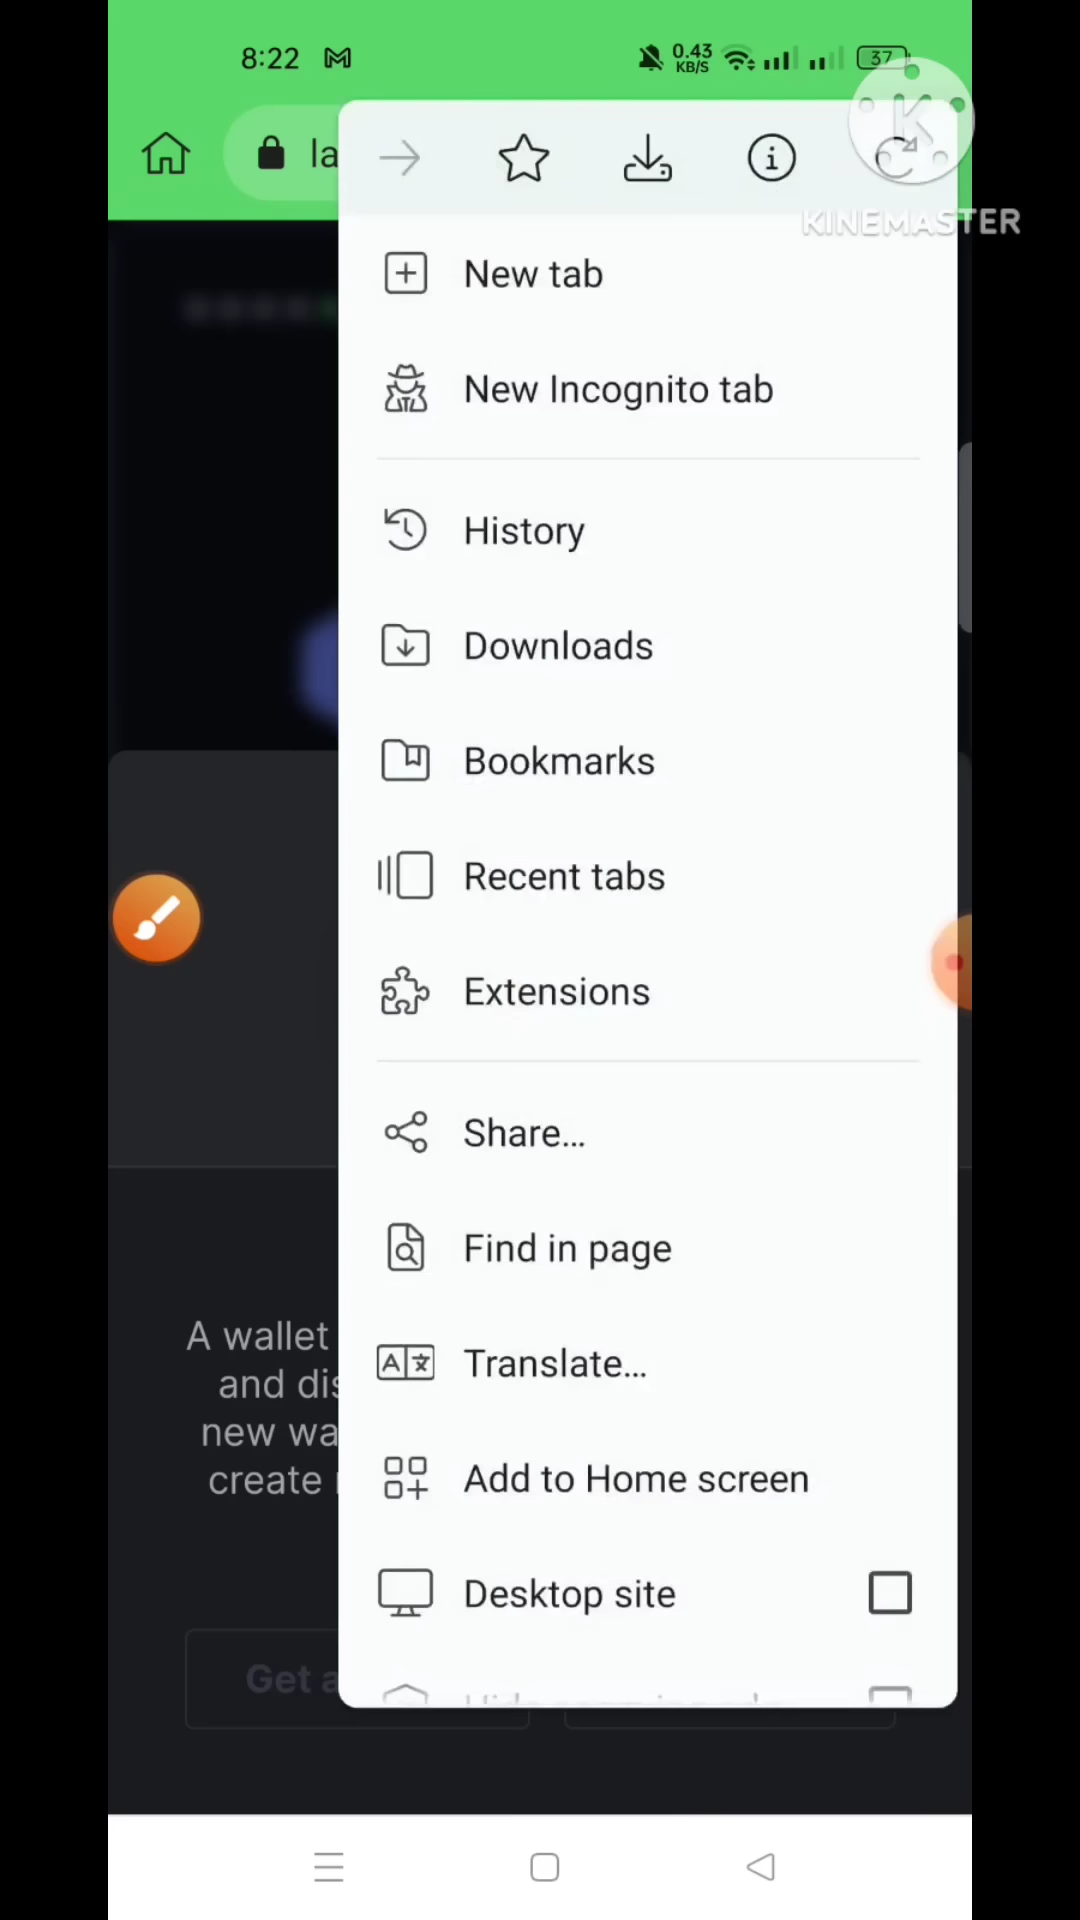 8:22
0.43
KB/S
37
K
KINEMASTER
la
New tab
New Incognito tab
History
Downloads
Bookmarks
Recent tabs
Extensions
Share...
Find in page
Translate...
Add to Home screen
Desktop site
A wallet
and dis
new wa
create
Get a